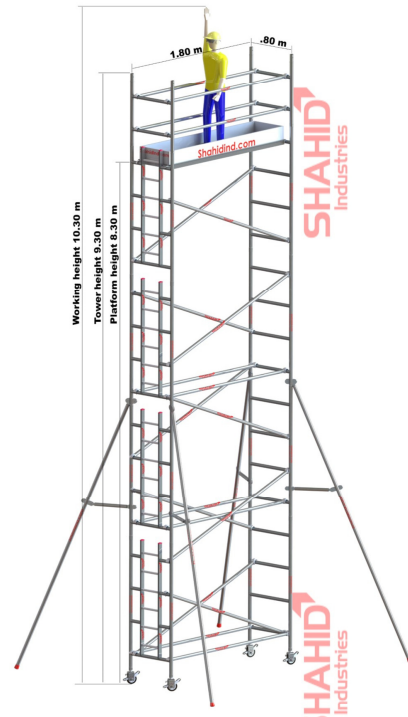 1.80 m
.80 m
Shahidind.com
Working height 10.30 m
Tower height 9.30 m
Platform height 8.30 m
SHAHID
Industries
SHAHID
Industries